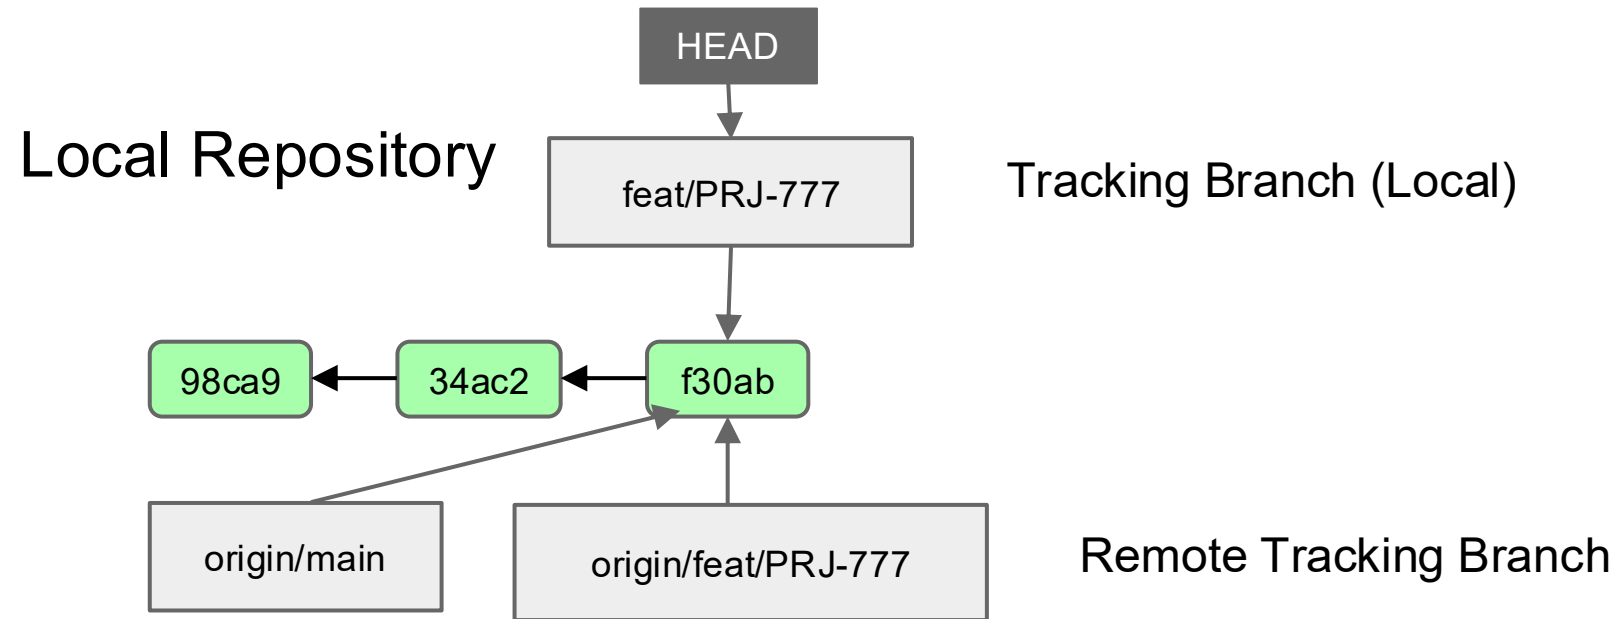 HEAD
Local Repository
feat/PRJ-777
Tracking Branch (Local)
98ca9
34ac2
f30ab
origin/main
origin/feat/PRJ-777
Remote Tracking Branch